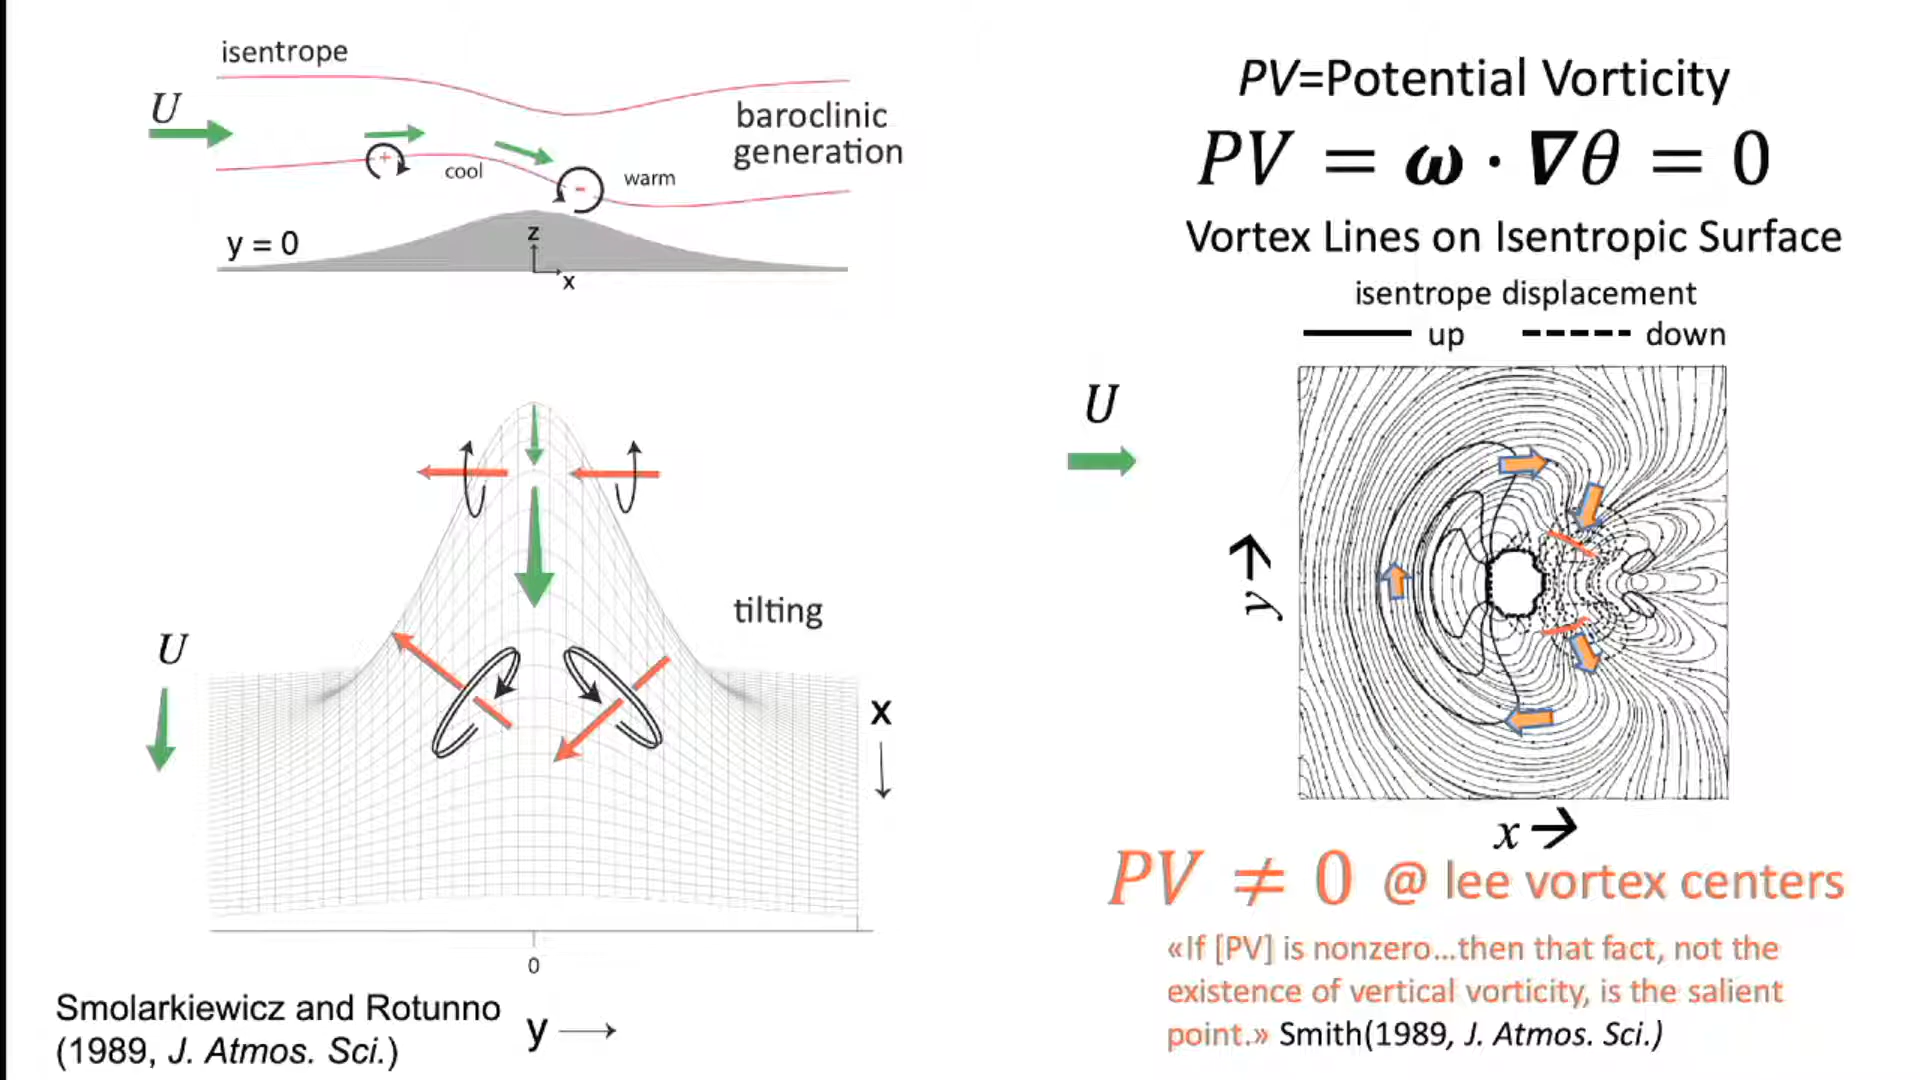 isentrope
U
+
cool
-
warm
baroclinic
generation
y = 0
z
x
U
tilting
x
0
y
Smolarkiewicz and Rotunno
(1989, J. Atmos. Sci.)
PV=Potential Vorticity
PV = ω · ∇θ = 0
Vortex Lines on Isentropic Surface
isentrope displacement
up
down
U
y →
x →
PV ≠ 0 @ lee vortex centers
«If [PV] is nonzero...then that fact, not the
existence of vertical vorticity, is the salient
point.» Smith(1989, J. Atmos. Sci.)